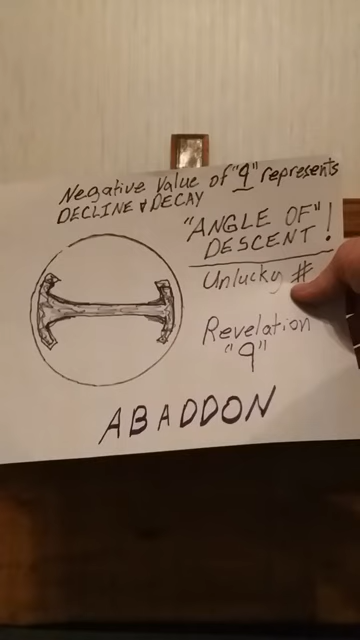 Negative Value of "9" represents
DECLINE & DECAY
"ANGLE OF"
DESCENT!
Unlucky #
Revelation
"9"
ABADDON